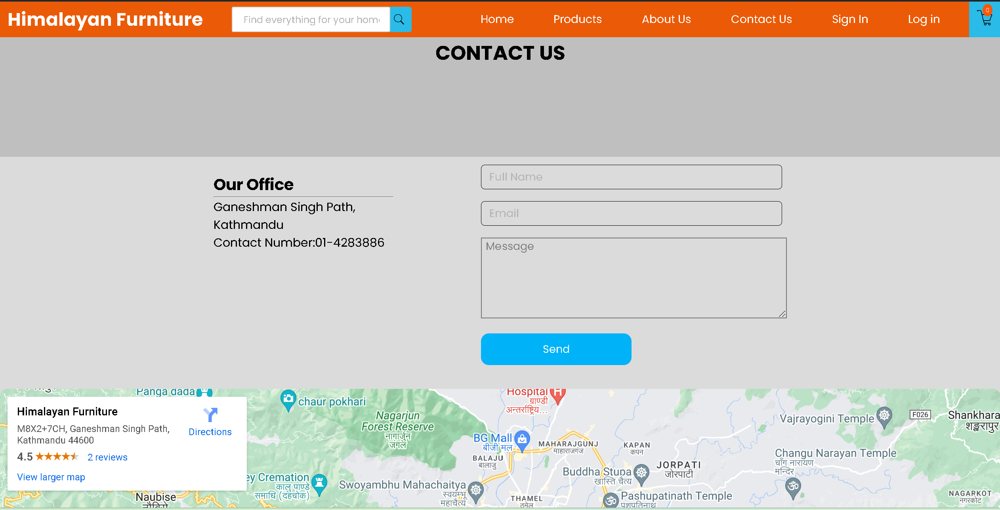 Himalayan Furniture
Find everything for your hom
Home
Products
About Us
Contact Us
Sign In
Log in
0
CONTACT US
Our Office
Ganeshman Singh Path,
Kathmandu
Contact Number:01-4283886
Full Name
Email
Message
Send
Himalayan Furniture
M8X2+7CH, Ganeshman Singh Path,
Kathmandu 44600
Directions
4.5
2 reviews
View larger map
Panga dada
chaur pokhari
Nagarjun
Forest Reserve
नागार्जुन
जंगल
Hospital
ग्राण्डी
अन्तर्राष्ट्रिय...
BG Mall
बीजी मल
BALAJU
बालाजु
MAHARAJGUNJ
माहाराजगंज
KAPAN
कपन
JORPATI
जोरपाटी
Vajrayogini Temple
F026
Shankhara
शङ्खरापुर
Changu Narayan Temple
चाँगु नारायण
मन्दिर
Buddha Stupa
खास्ति चैत्य
ey Cremation
कालु पाण्डे
समाधि (दहचोक)
Swoyambhu Mahachaitya
स्वयम्भू
महाचैत्य
Naubise
नौबिसे
THAMEL
ठमेल
Pashupatinath Temple
पशुपतिनाथ
NAGARKOT
नगरकोट